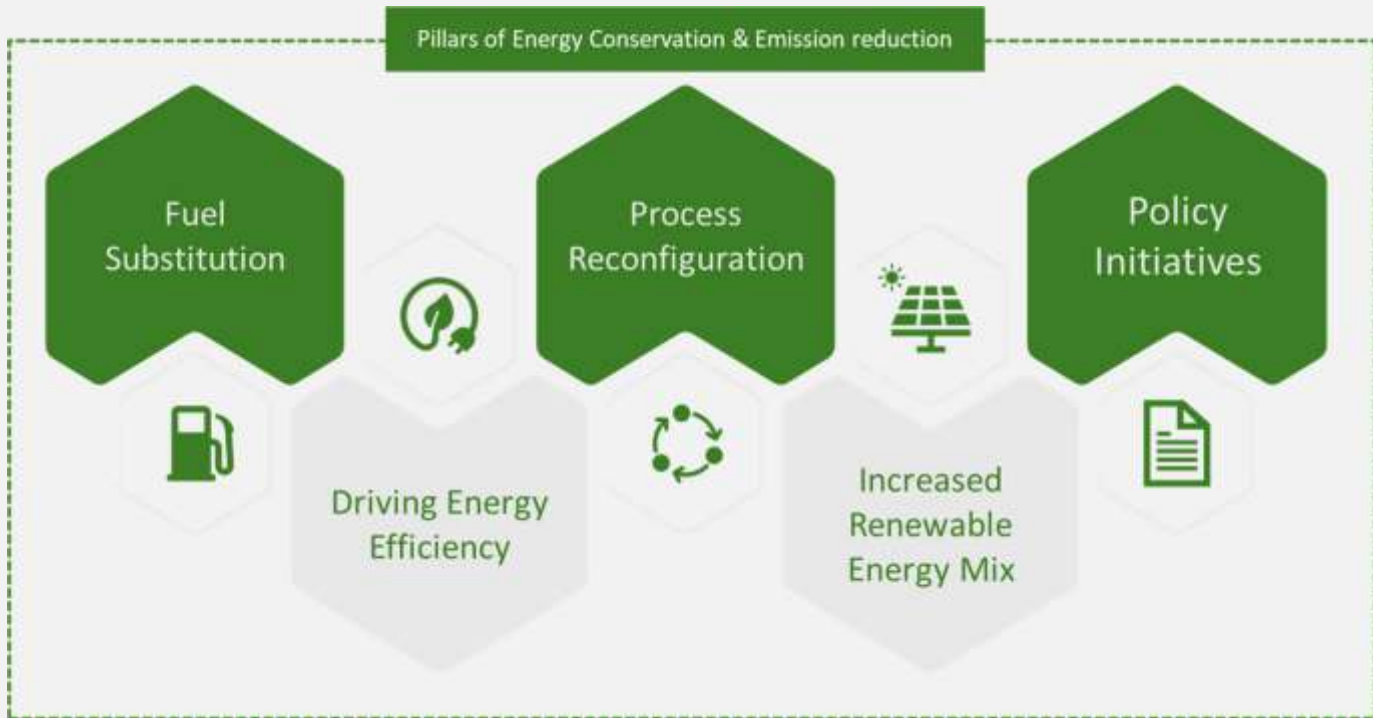 Pillars of Energy Conservation & Emission reduction
Fuel
Substitution
Driving Energy
Efficiency
Process
Reconfiguration
Increased
Renewable
Energy Mix
Policy
Initiatives